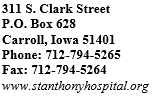 311 S. Clark Street
P.O. Box 628
Carroll, Iowa 51401
Phone: 712-794-5265
Fax: 712-794-5264
www.stanthonyhospital.org